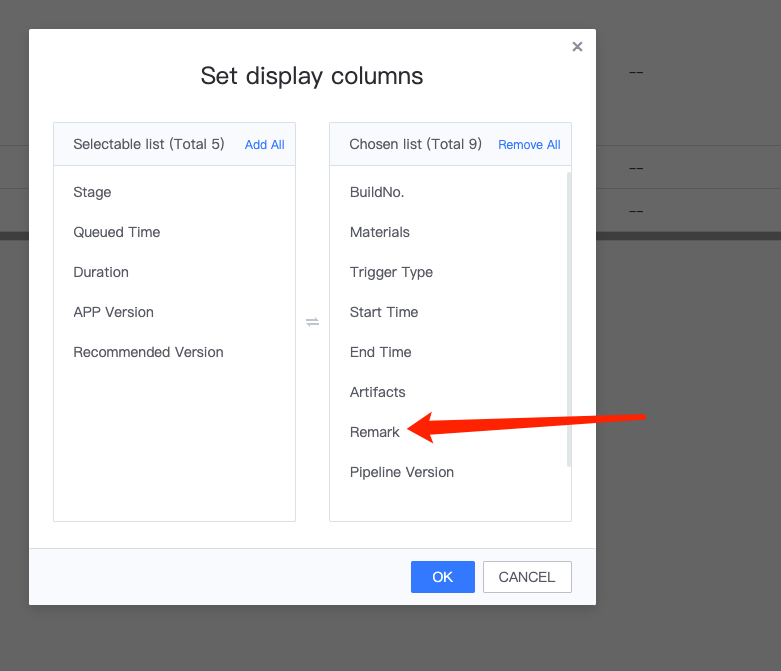 Set display columns
Selectable list (Total 5) Add All
Stage
Queued Time
Duration
APP Version
Recommended Version
Chosen list (Total 9) Remove All
BuildNo.
Materials
Trigger Type
Start Time
End Time
Artifacts
Remark
Pipeline Version
OK CANCEL
--
--
--